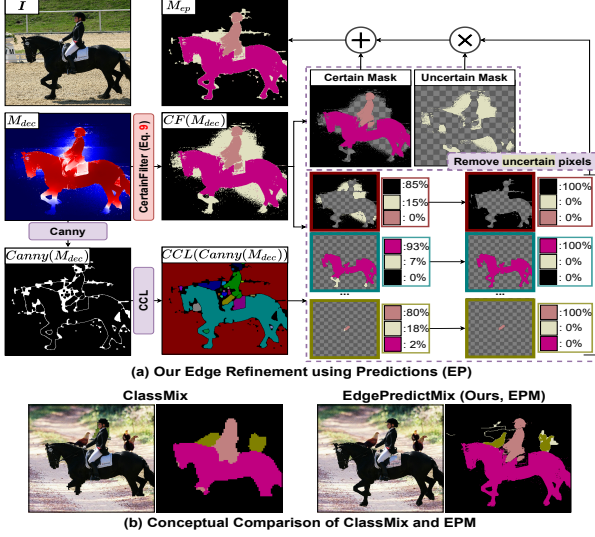 I
M_ep
Certain Mask
Uncertain Mask
M_dec
CertainFilter (Eq. 9)
CF(M_dec)
Remove uncertain pixels
:85%
:15%
: 0%
:100%
: 0%
: 0%
Canny
:93%
: 7%
: 0%
:100%
: 0%
: 0%
Canny(M_dec)
CCL
CCL(Canny(M_dec))
...
...
:80%
:18%
: 2%
:100%
: 0%
: 0%
(a) Our Edge Refinement using Predictions (EP)
ClassMix
EdgePredictMix (Ours, EPM)
(b) Conceptual Comparison of ClassMix and EPM